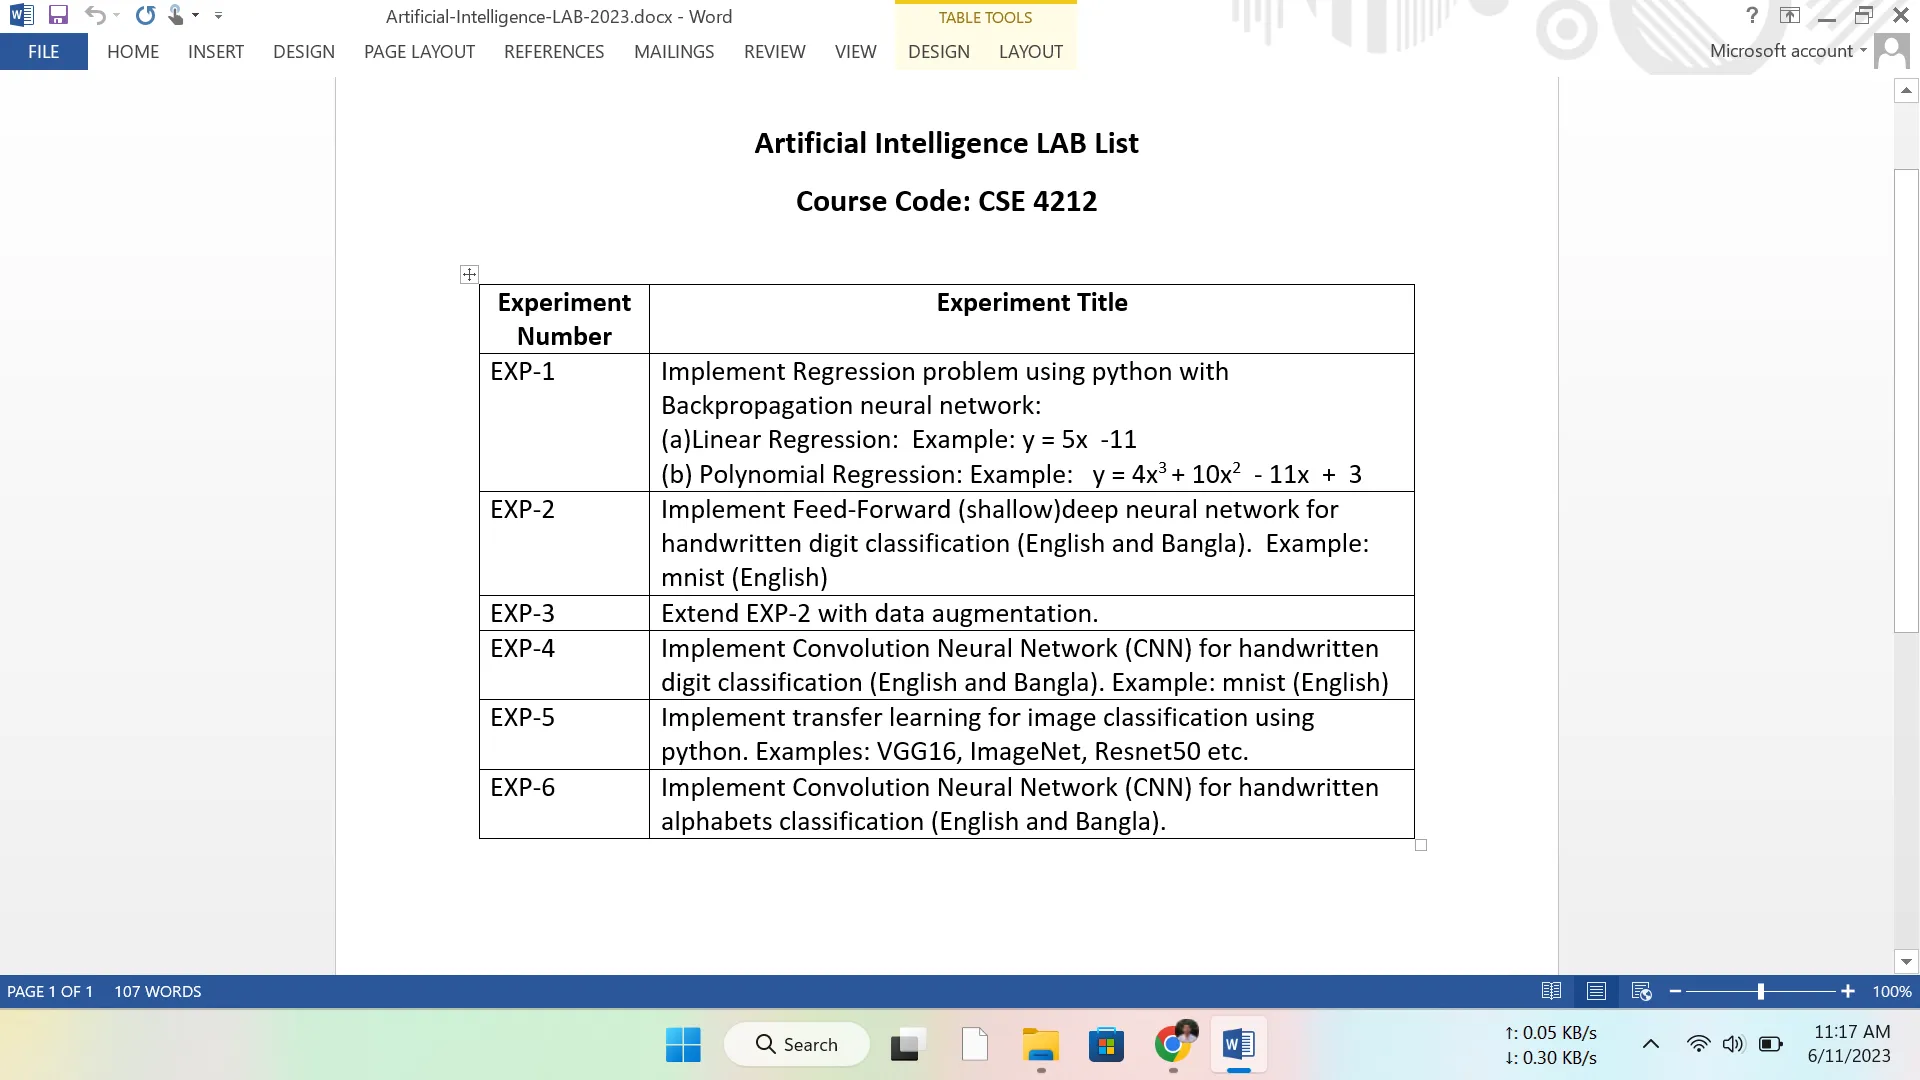 Artificial-Intelligence-LAB-2023.docx - Word
TABLE TOOLS
?
FILE HOME INSERT DESIGN PAGE LAYOUT REFERENCES MAILINGS REVIEW VIEW DESIGN LAYOUT Microsoft account
Artificial Intelligence LAB List
Course Code: CSE 4212
Experiment Number
Experiment Title
EXP-1
Implement Regression problem using python with
Backpropagation neural network:
(a)Linear Regression:  Example: y = 5x  -11
(b) Polynomial Regression: Example:   y = 4x³ + 10x²  - 11x  +  3
EXP-2
Implement Feed-Forward (shallow)deep neural network for
handwritten digit classification (English and Bangla).  Example:
mnist (English)
EXP-3
Extend EXP-2 with data augmentation.
EXP-4
Implement Convolution Neural Network (CNN) for handwritten
digit classification (English and Bangla). Example: mnist (English)
EXP-5
Implement transfer learning for image classification using
python. Examples: VGG16, ImageNet, Resnet50 etc.
EXP-6
Implement Convolution Neural Network (CNN) for handwritten
alphabets classification (English and Bangla).
PAGE 1 OF 1 107 WORDS 100%
Search
↑: 0.05 KB/s
↓: 0.30 KB/s
11:17 AM
6/11/2023